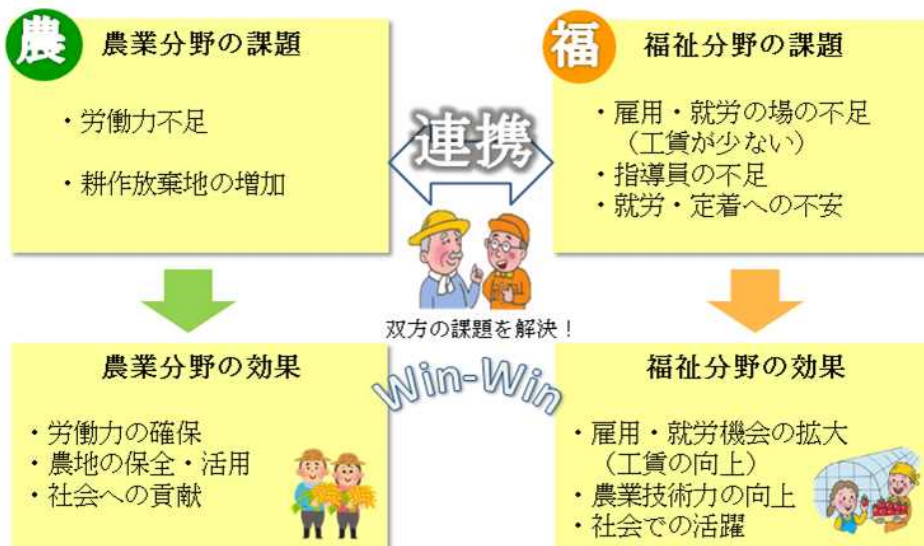 農
農業分野の課題
・労働力不足
・耕作放棄地の増加
連携
福
福祉分野の課題
・雇用・就労の場の不足
（工賃が少ない）
・指導員の不足
・就労・定着への不安
双方の課題を解決！
Win-Win
農業分野の効果
・労働力の確保
・農地の保全・活用
・社会への貢献
福祉分野の効果
・雇用・就労機会の拡大
（工賃の向上）
・農業技術力の向上
・社会での活躍